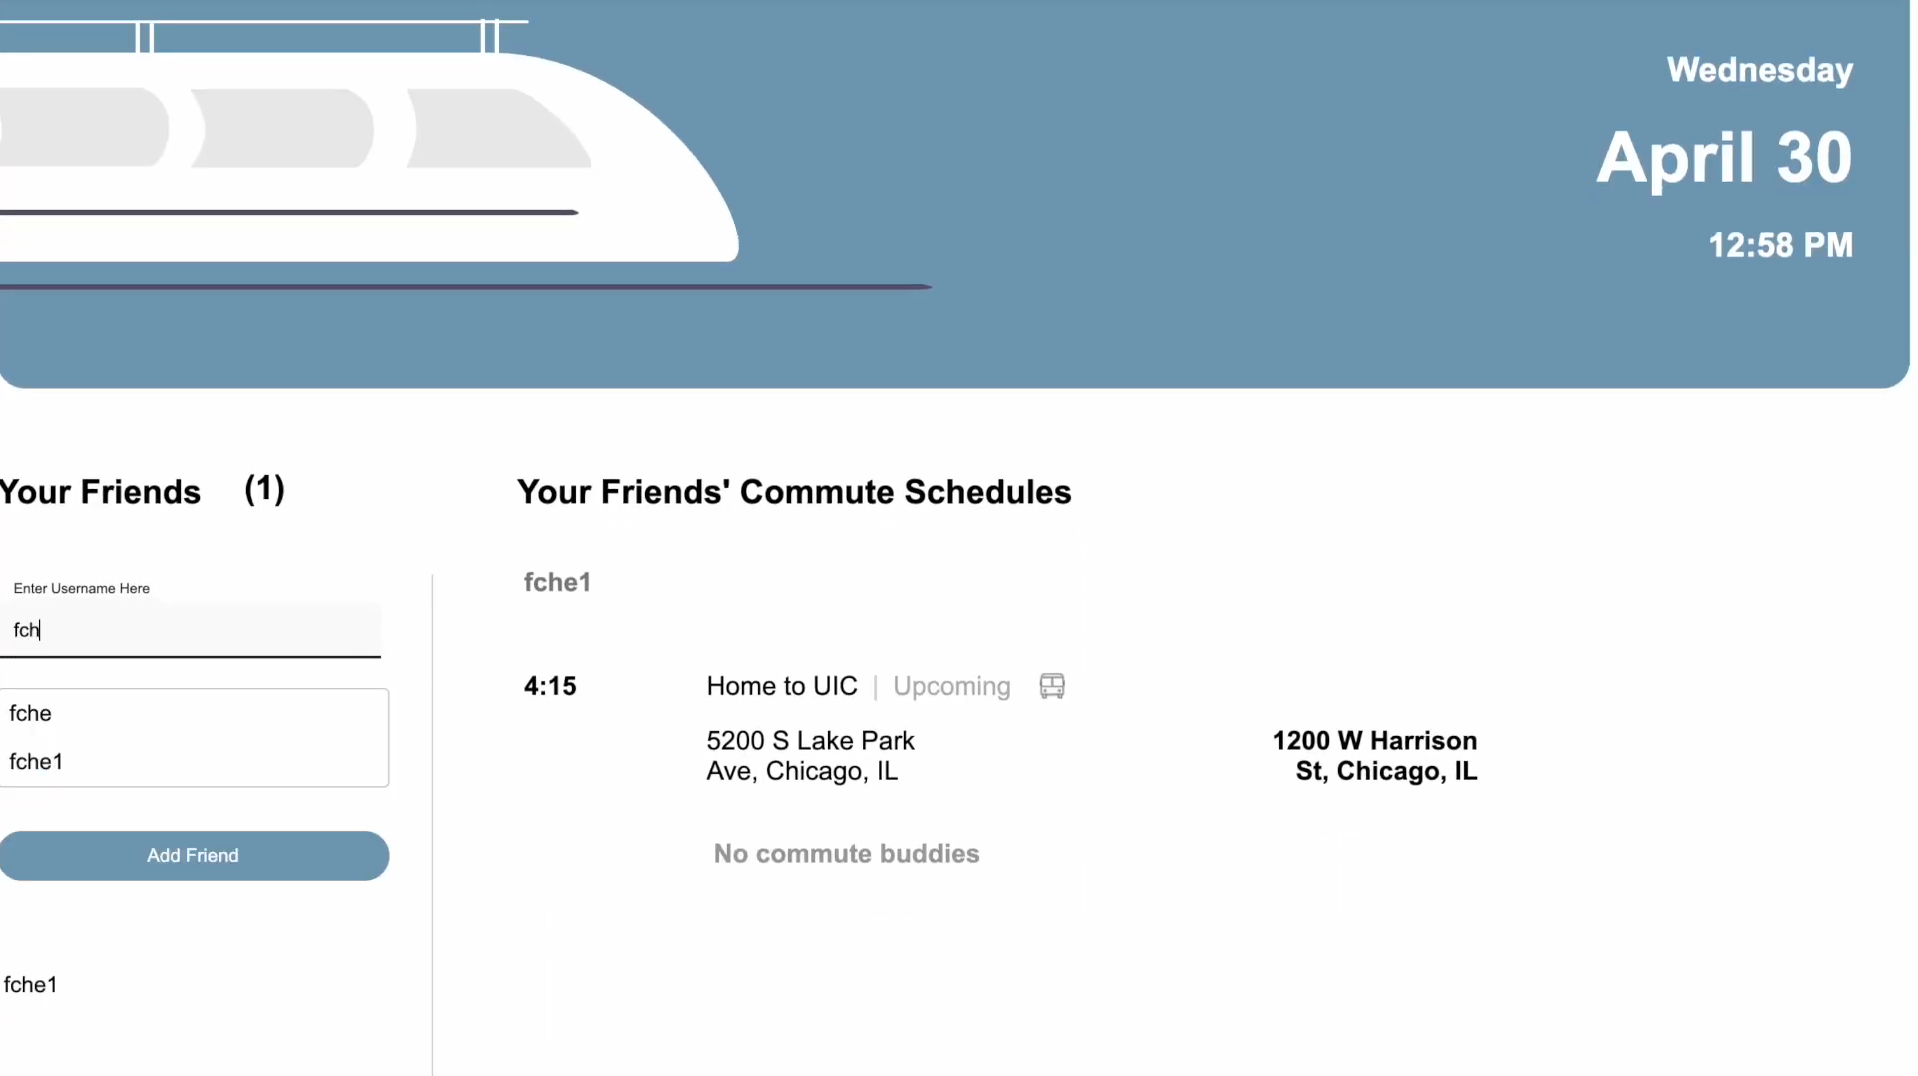 Wednesday
April 30
12:58 PM
Your Friends (1)
Enter Username Here
fch
fche
fche1
Add Friend
fche1
Your Friends' Commute Schedules
fche1
4:15
Home to UIC | Upcoming
5200 S Lake Park
Ave, Chicago, IL
1200 W Harrison
St, Chicago, IL
No commute buddies